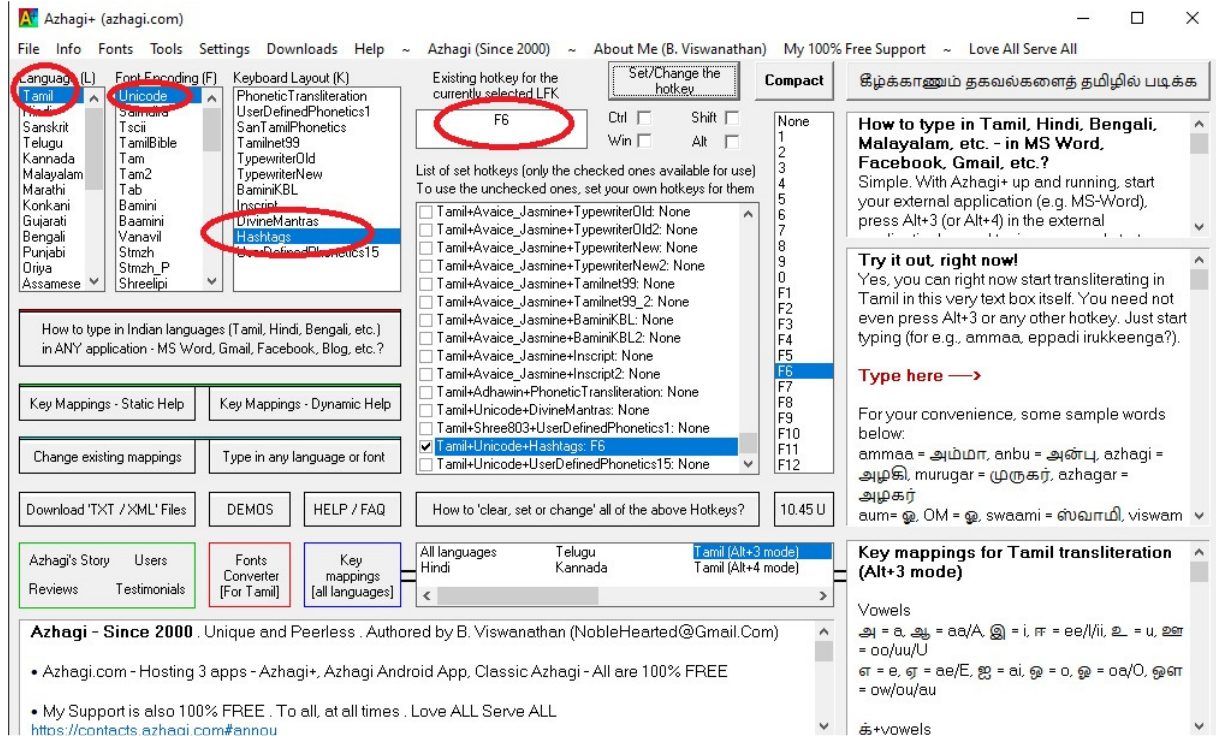 Azhagi+ (azhagi.com)
File Info Fonts Tools Settings Downloads Help ~ Azhagi (Since 2000) ~ About Me (B. Viswanathan) My 100% Free Support ~ Love All Serve All
Language (L)
Tamil
Hindi
Sanskrit
Telugu
Kannada
Malayalam
Marathi
Konkani
Gujarati
Bengali
Punjabi
Oriya
Assamese
Font Encoding (F)
Unicode
SaiIndira
Tscii
TamilBible
Tam
Tam2
Tab
Bamini
Baamini
Vanavil
Stmzh
Stmzh_P
Shreelipi
Keyboard Layout (K)
PhoneticTransliteration
UserDefinedPhonetics1
SanTamilPhonetics
Tamilnet99
TypewriterOld
TypewriterNew
BaminiKBL
Inscript
DivineMantras
Hashtags
UserDefinedPhonetics15
Existing hotkey for the
currently selected LFK
F6
Set/Change the
hotkey
Ctrl Shift
Win Alt
Compact
List of set hotkeys (only the checked ones available for use)
To use the unchecked ones, set your own hotkeys for them
Tamil+Avaice_Jasmine+TypewriterOld: None
Tamil+Avaice_Jasmine+TypewriterOld2: None
Tamil+Avaice_Jasmine+TypewriterNew: None
Tamil+Avaice_Jasmine+TypewriterNew2: None
Tamil+Avaice_Jasmine+Tamilnet99: None
Tamil+Avaice_Jasmine+Tamilnet99_2: None
Tamil+Avaice_Jasmine+BaminiKBL: None
Tamil+Avaice_Jasmine+BaminiKBL2: None
Tamil+Avaice_Jasmine+Inscript: None
Tamil+Avaice_Jasmine+Inscript2: None
Tamil+Adhawin+PhoneticTransliteration: None
Tamil+Unicode+DivineMantras: None
Tamil+Shree803+UserDefinedPhonetics1: None
Tamil+Unicode+Hashtags: F6
Tamil+Unicode+UserDefinedPhonetics15: None
None
1
2
3
4
5
6
7
8
9
0
F1
F2
F3
F4
F5
F6
F7
F8
F9
F10
F11
F12
How to type in Indian languages (Tamil, Hindi, Bengali, etc.)
in ANY application - MS Word, Gmail, Facebook, Blog, etc.?
Key Mappings - Static Help
Key Mappings - Dynamic Help
Change existing mappings
Type in any language or font
Download 'TXT / XML' Files
DEMOS
HELP / FAQ
How to 'clear, set or change' all of the above Hotkeys?
10.45 U
Azhagi's Story Users
Reviews Testimonials
Fonts
Converter
[For Tamil]
Key
mappings
[all languages]
All languages Telugu Tamil (Alt+3 mode)
Hindi Kannada Tamil (Alt+4 mode)
Azhagi - Since 2000 . Unique and Peerless . Authored by B. Viswanathan (NobleHearted@Gmail.Com)
• Azhagi.com - Hosting 3 apps - Azhagi+, Azhagi Android App, Classic Azhagi - All are 100% FREE
• My Support is also 100% FREE . To all, at all times . Love ALL Serve ALL
https://contacts.azhagi.com#annou
கீழ்க்காணும் தகவல்களைத் தமிழில் படிக்க
How to type in Tamil, Hindi, Bengali,
Malayalam, etc. - in MS Word,
Facebook, Gmail, etc.?
Simple. With Azhagi+ up and running, start
your external application (e.g. MS-Word),
press Alt+3 (or Alt+4) in the external
Try it out, right now!
Yes, you can right now start transliterating in
Tamil in this very text box itself. You need not
even press Alt+3 or any other hotkey. Just start
typing (for e.g., ammaa, eppadi irukkeenga?).
Type here —>
For your convenience, some sample words
below:
ammaa = அம்மா, anbu = அன்பு, azhagi =
அழகி, murugar = முருகர், azhagar =
அழகர்
aum= ௐ, OM = ௐ, swaami = ஸ்வாமி, viswam
Key mappings for Tamil transliteration
(Alt+3 mode)
Vowels
அ = a, ஆ = aa/A, இ = i, ஈ = ee/I/ii, உ = u, ஊ
= oo/uu/U
எ = e, ஏ = ae/E, ஐ = ai, ஒ = o, ஓ = oa/O, ஔ
= ow/ou/au
க்+vowels